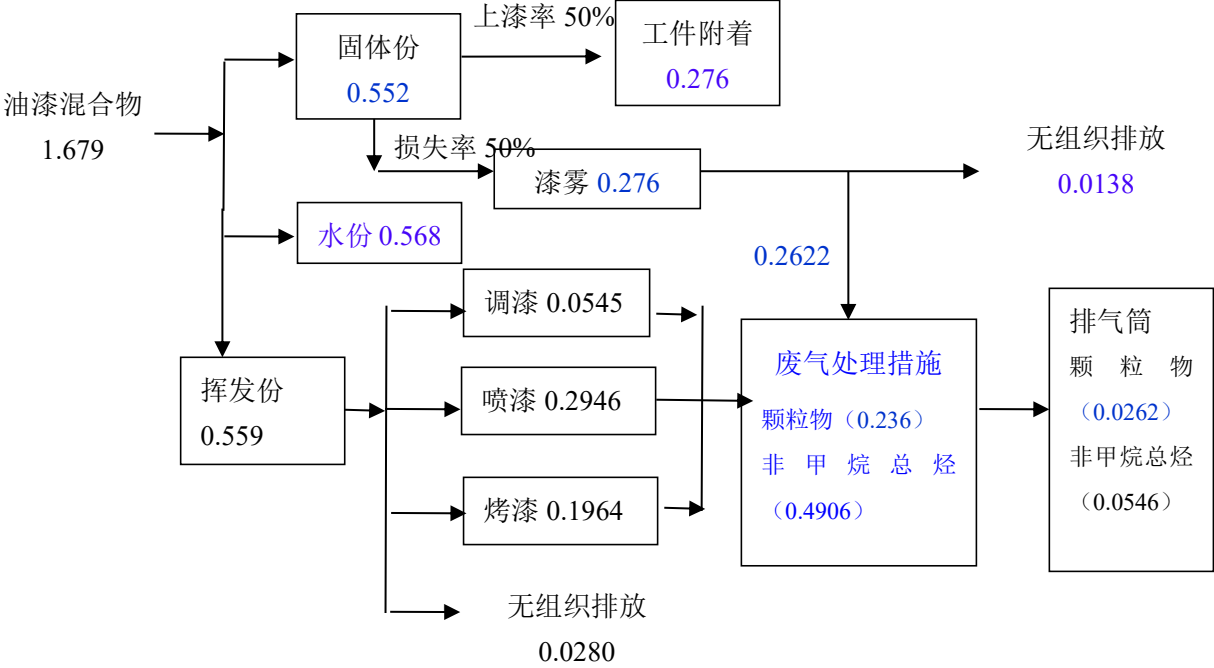 上漆率 50%
固体份
0.552
工件附着
0.276
油漆混合物
1.679
损失率 50%
漆雾 0.276
无组织排放
0.0138
水份 0.568
0.2622
调漆 0.0545
挥发份
0.559
喷漆 0.2946
烤漆 0.1964
无组织排放
0.0280
废气处理措施
颗粒物（0.236）
非甲烷总烃
（0.4906）
排气筒
颗粒物
（0.0262）
非甲烷总烃
（0.0546）